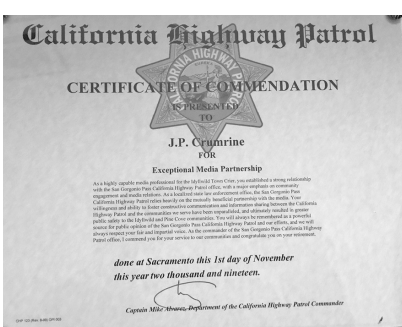 California Highway Patrol
CALIFORNIA HIGHWAY PATROL
CERTIFICATE OF COMMENDATION
IS PRESENTED
TO
J.P. Crumrine
FOR
Exceptional Media Partnership
As a highly capable media professional for the Idyllwild Town Crier, you established a strong relationship
with the San Gorgonio Pass California Highway Patrol office, with a major emphasis on community
engagement and media relations. As a localized state law enforcement office, the San Gorgonio Pass
California Highway Patrol relies heavily on the mutually beneficial partnership with the media. Your
willingness and ability to foster constructive communication and information sharing between the California
Highway Patrol and the communities we serve have been unparalleled, and ultimately resulted in greater
public safety to the Idyllwild and Pine Cove communities. You will always be remembered as a powerful
source for public opinion of the San Gorgonio Pass California Highway Patrol and our efforts, and we will
always respect your fair and impartial voice. As the commander of the San Gorgonio Pass California Highway
Patrol office, I commend you for your service to our communities and congratulate you on your retirement.
done at Sacramento this 1st day of November
this year two thousand and nineteen.
Captain Mike Alvarez, Department of the California Highway Patrol Commander